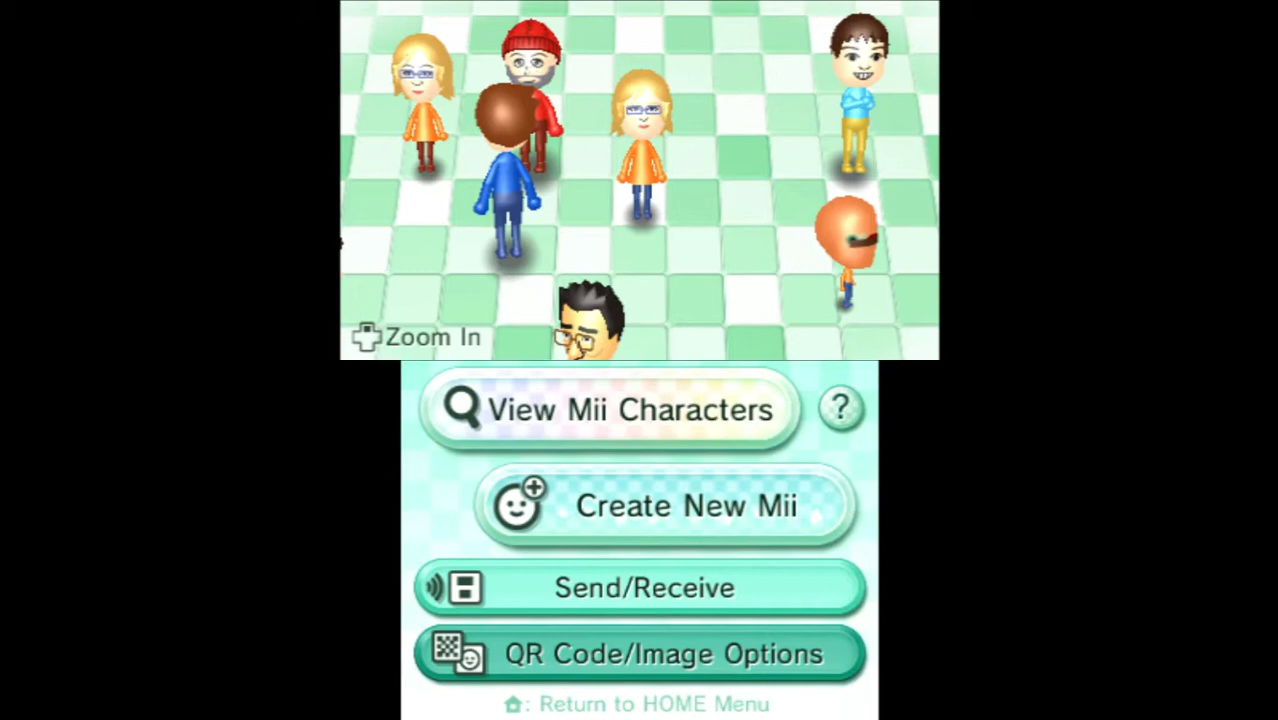 Zoom In
View Mii Characters
?
Create New Mii
Send/Receive
QR Code/Image Options
: Return to HOME Menu